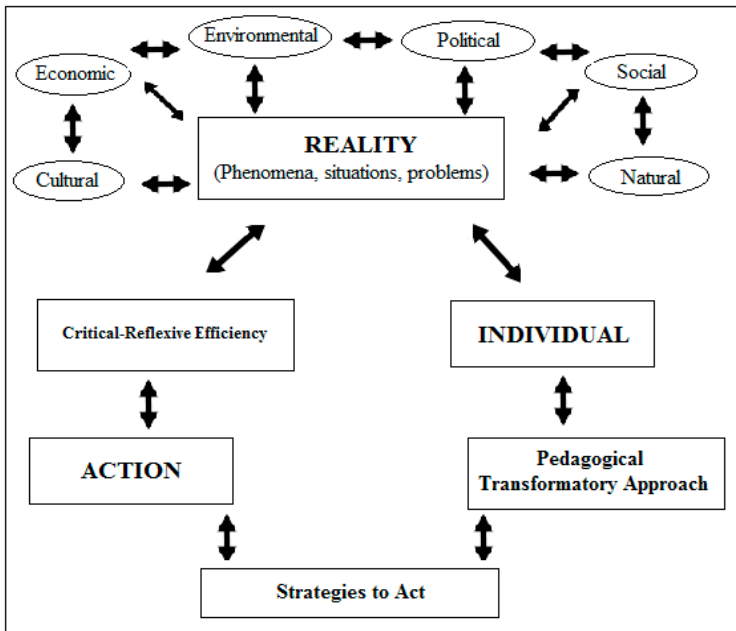 Environmental
Political
Economic
Social
REALITY
(Phenomena, situations, problems)
Cultural
Natural
Critical-Reflexive Efficiency
INDIVIDUAL
ACTION
Pedagogical
Transformatory Approach
Strategies to Act